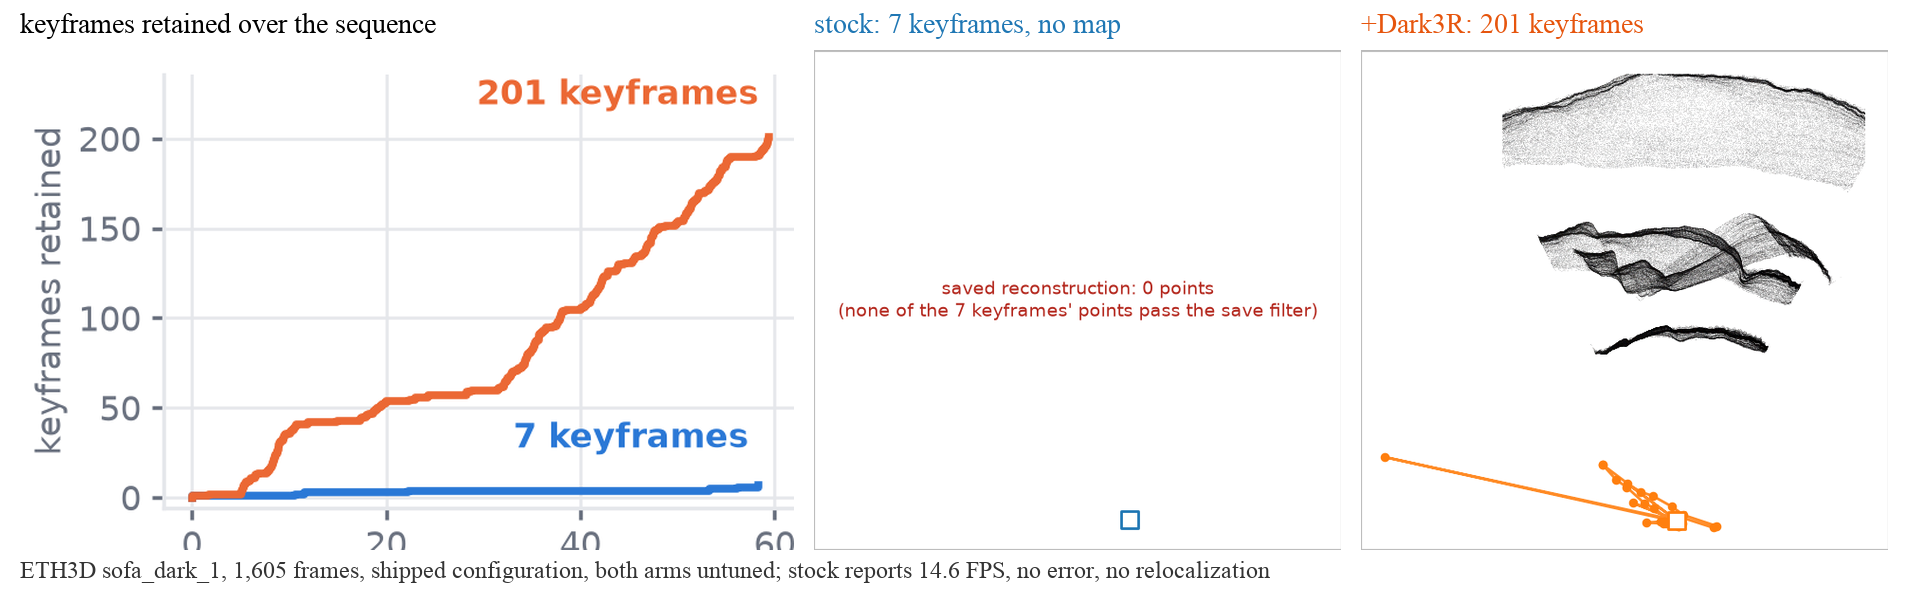 keyframes retained over the sequence
stock: 7 keyframes, no map
+Dark3R: 201 keyframes
201 keyframes
7 keyframes
keyframes retained
200
150
100
50
0
0 20 40 60
saved reconstruction: 0 points
(none of the 7 keyframes' points pass the save filter)
ETH3D sofa_dark_1, 1,605 frames, shipped configuration, both arms untuned; stock reports 14.6 FPS, no error, no relocalization